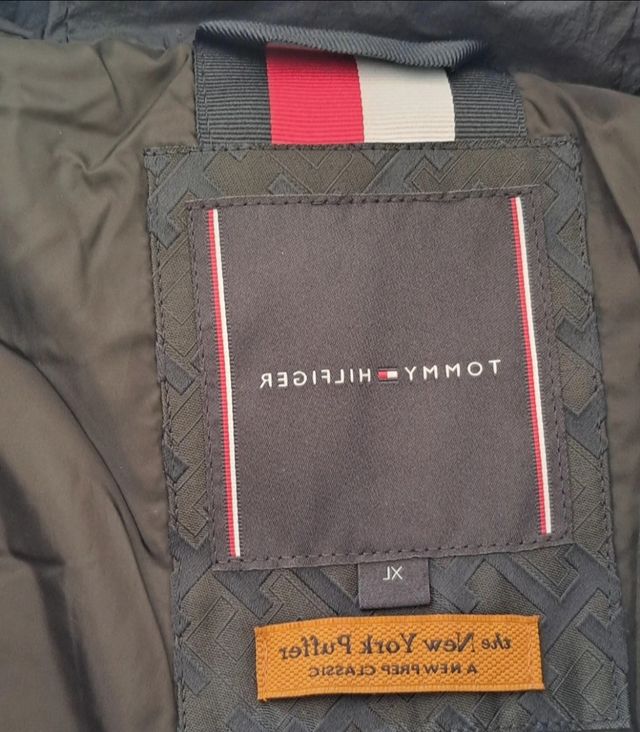 TOMMY HILFIGER
XL
the New York Puffer
A NEW PREP CLASSIC